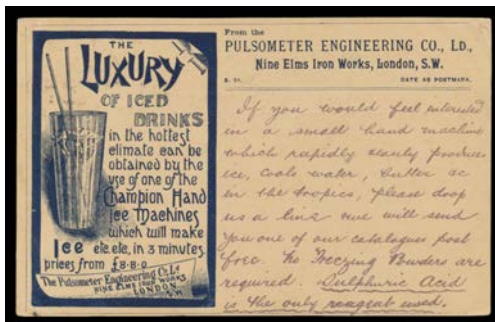 THE
LUXURY
OF ICED
DRINKS
in the hottest
climate can be
obtained by the
use of one of the
Champion Hand
Ice Machines
which will make
Ice etc. etc, in 3 minutes.
prices from £8-8-0
The Pulsometer Engineering Co. Ld
NINE ELMS IRON WORKS
LONDON
S.W
From the
PULSOMETER ENGINEERING CO., LD.,
Nine Elms Iron Works, London, S.W.
DATE AS POSTMARK.
If you would feel interested
in a small hand machine
which rapidly produces
ice, cools water, butter &c
in the tropics, please drop
us a line we will send
you one of our catalogues post
free. No Freezing Powders are
required. Sulphuric Acid
is the only reagent used.